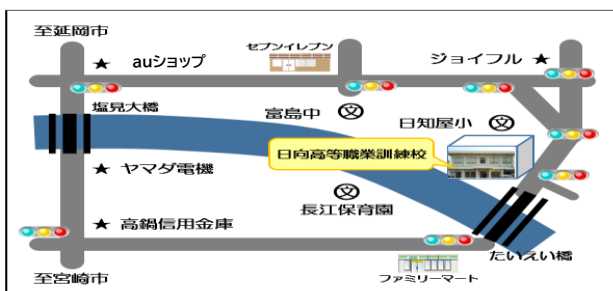 至延岡市
auショップ
セブンイレブン
ジョイフル
塩見大橋
富島中
文
日知屋小
文
日向高等職業訓練校
ヤマダ電機
文
長江保育園
高鍋信用金庫
たいえい橋
至宮崎市
ファミリーマート